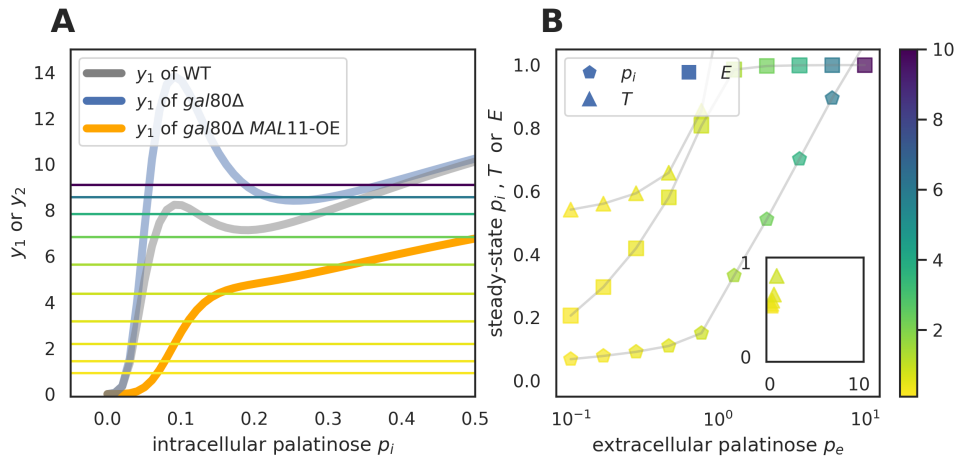 A
B
y₁ or y₂
14
12
10
8
6
4
2
0
y₁ of WT
y₁ of gal80Δ
y₁ of gal80Δ MAL11-OE
0.0
0.1
0.2
0.3
0.4
0.5
intracellular palatinose pᵢ
steady-state pᵢ, T or E
1.0
0.8
0.6
0.4
0.2
0.0
pᵢ
E
T
1
0
0
10
10⁻¹
10⁰
10¹
extracellular palatinose pₑ
10
8
6
4
2